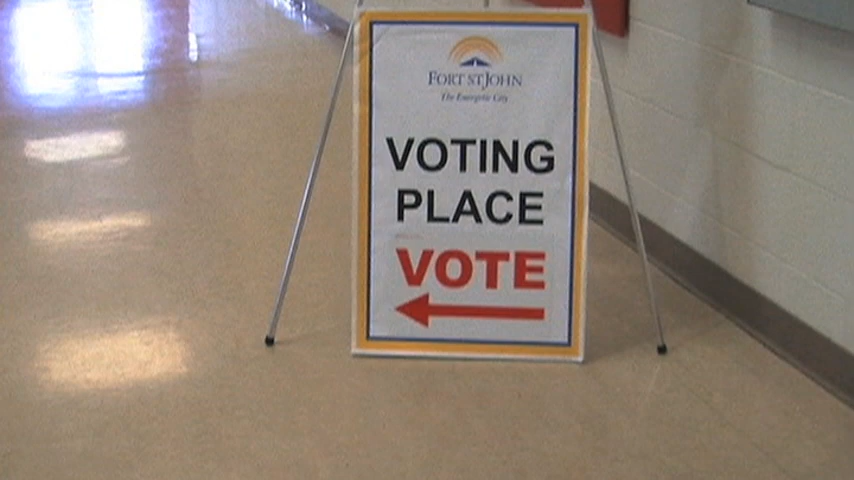 FORT ST. JOHN
The Energetic City
VOTING
PLACE
VOTE